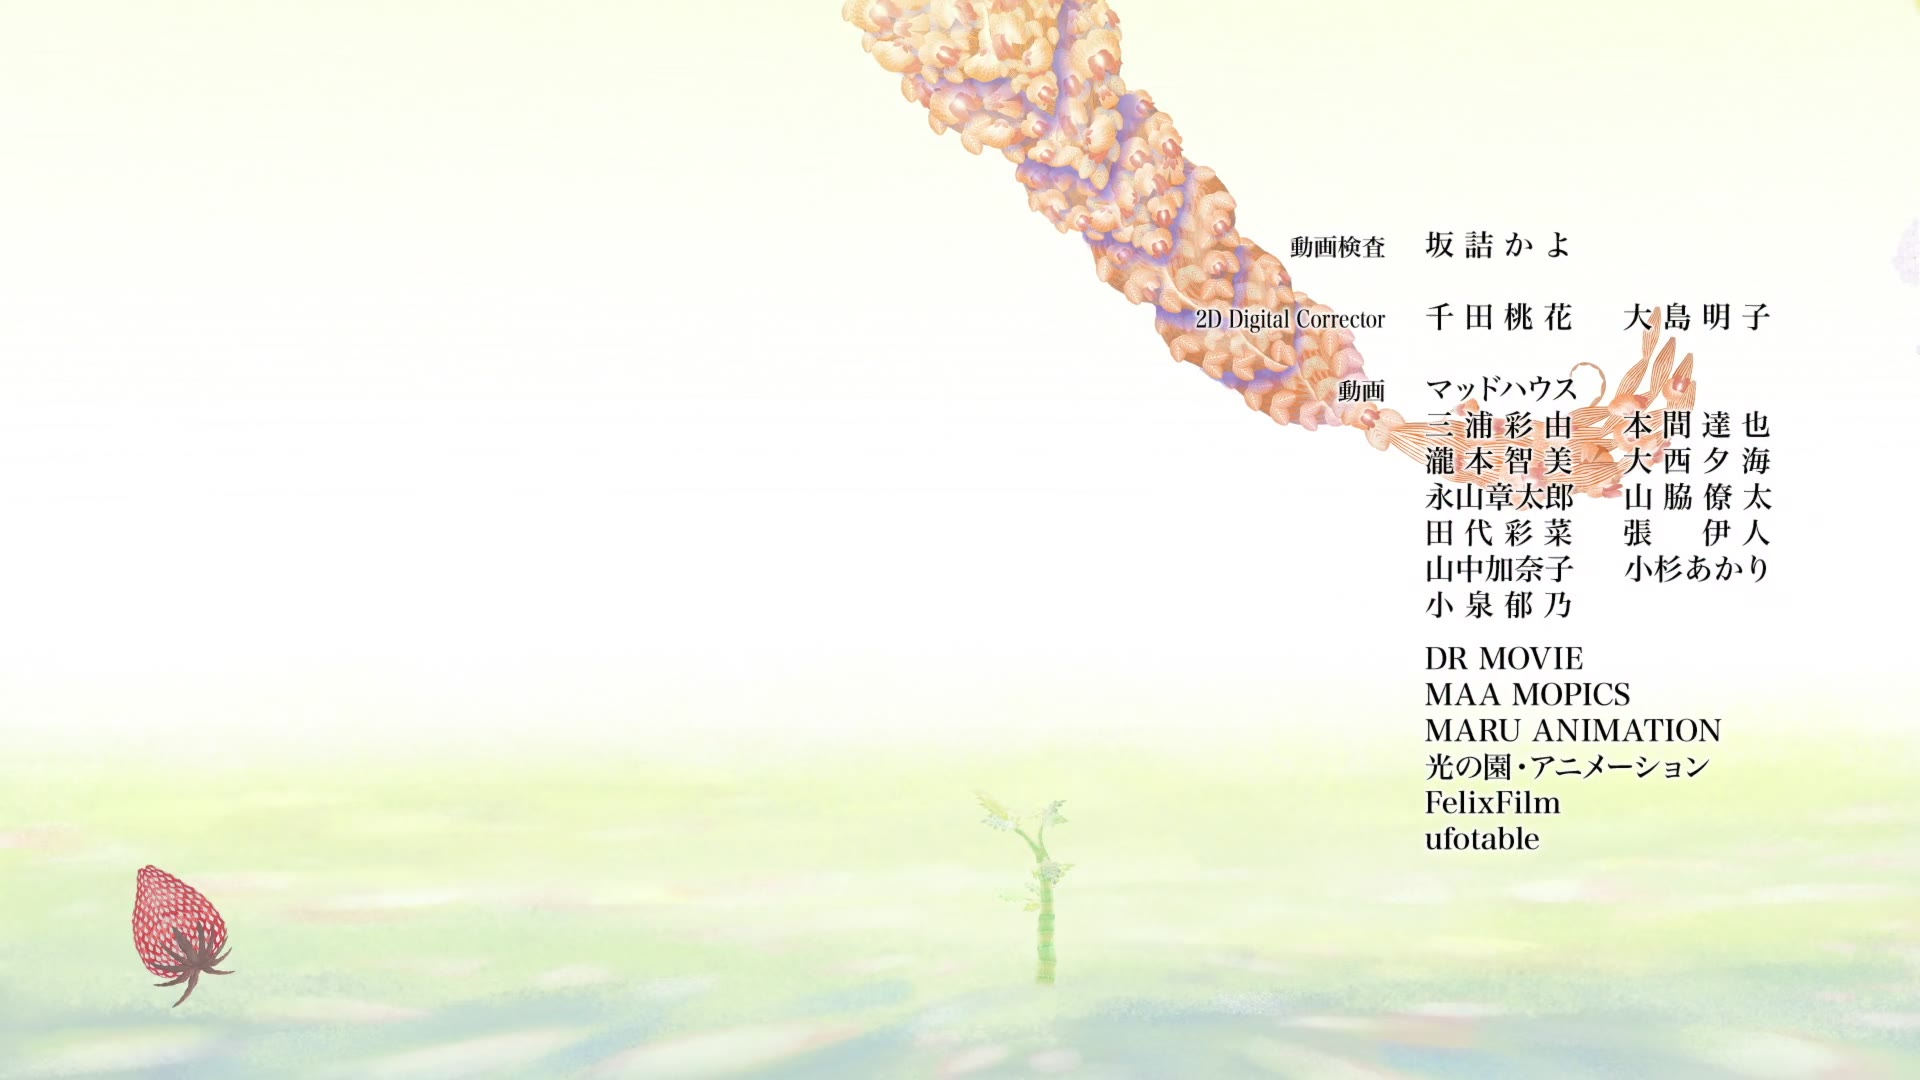 動画検査 坂詰かよ
2D Digital Corrector 千田桃花 大島明子
動画 マッドハウス
三浦彩由 本間達也
瀧本智美 大西夕海
永山章太郎 山脇僚太
田代彩菜 張 伊人
山中加奈子 小杉あかり
小泉郁乃
DR MOVIE
MAA MOPICS
MARU ANIMATION
光の園・アニメーション
FelixFilm
ufotable